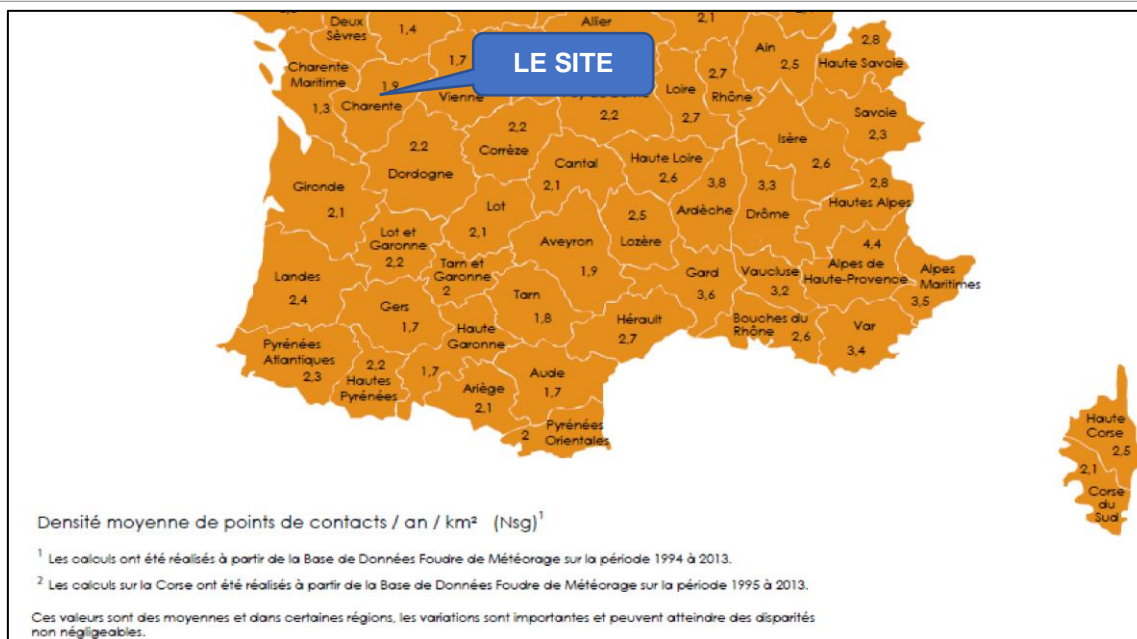 2,1
Deux
Sèvres
1,4
Allier
LE SITE
Charente
Maritime
1,3
1,9
Charente
1,7
Vienne
2,2
Loire
2,7
2,7
Rhône
Ain
2,5
2,8
Haute Savoie
Savoie
2,3
Isère
2,6
2,2
Dordogne
2,2
Corrèze
Cantal
2,1
Haute Loire
2,6
3,8
Ardèche
3,3
Drôme
2,8
Hautes Alpes
Gironde
2,1
Lot
2,1
Lot et
Garonne
2,2
Tarn et
Garonne
2
Aveyron
1,9
2,5
Lozère
4,4
Alpes de
Haute-Provence
Alpes
Maritimes
3,5
Landes
2,4
Gers
1,7
Tarn
1,8
Gard
3,6
Vaucluse
3,2
Haute
Garonne
1,7
Hérault
2,7
Bouches du
Rhône
2,6
Var
3,4
Pyrénées
Atlantiques
2,3
2,2
Hautes
Pyrénées
Ariège
2,1
Aude
1,7
2
Pyrénées
Orientales
Haute
Corse
2,5
2,1
Corse
du
Sud
Densité moyenne de points de contacts / an / km² (Nsg)¹
¹ Les calculs ont été réalisés à partir de la Base de Données Foudre de Météorage sur la période 1994 à 2013.
² Les calculs sur la Corse ont été réalisés à partir de la Base de Données Foudre de Météorage sur la période 1995 à 2013.
Ces valeurs sont des moyennes et dans certaines régions, les variations sont importantes et peuvent atteindre des disparités
non négligeables.